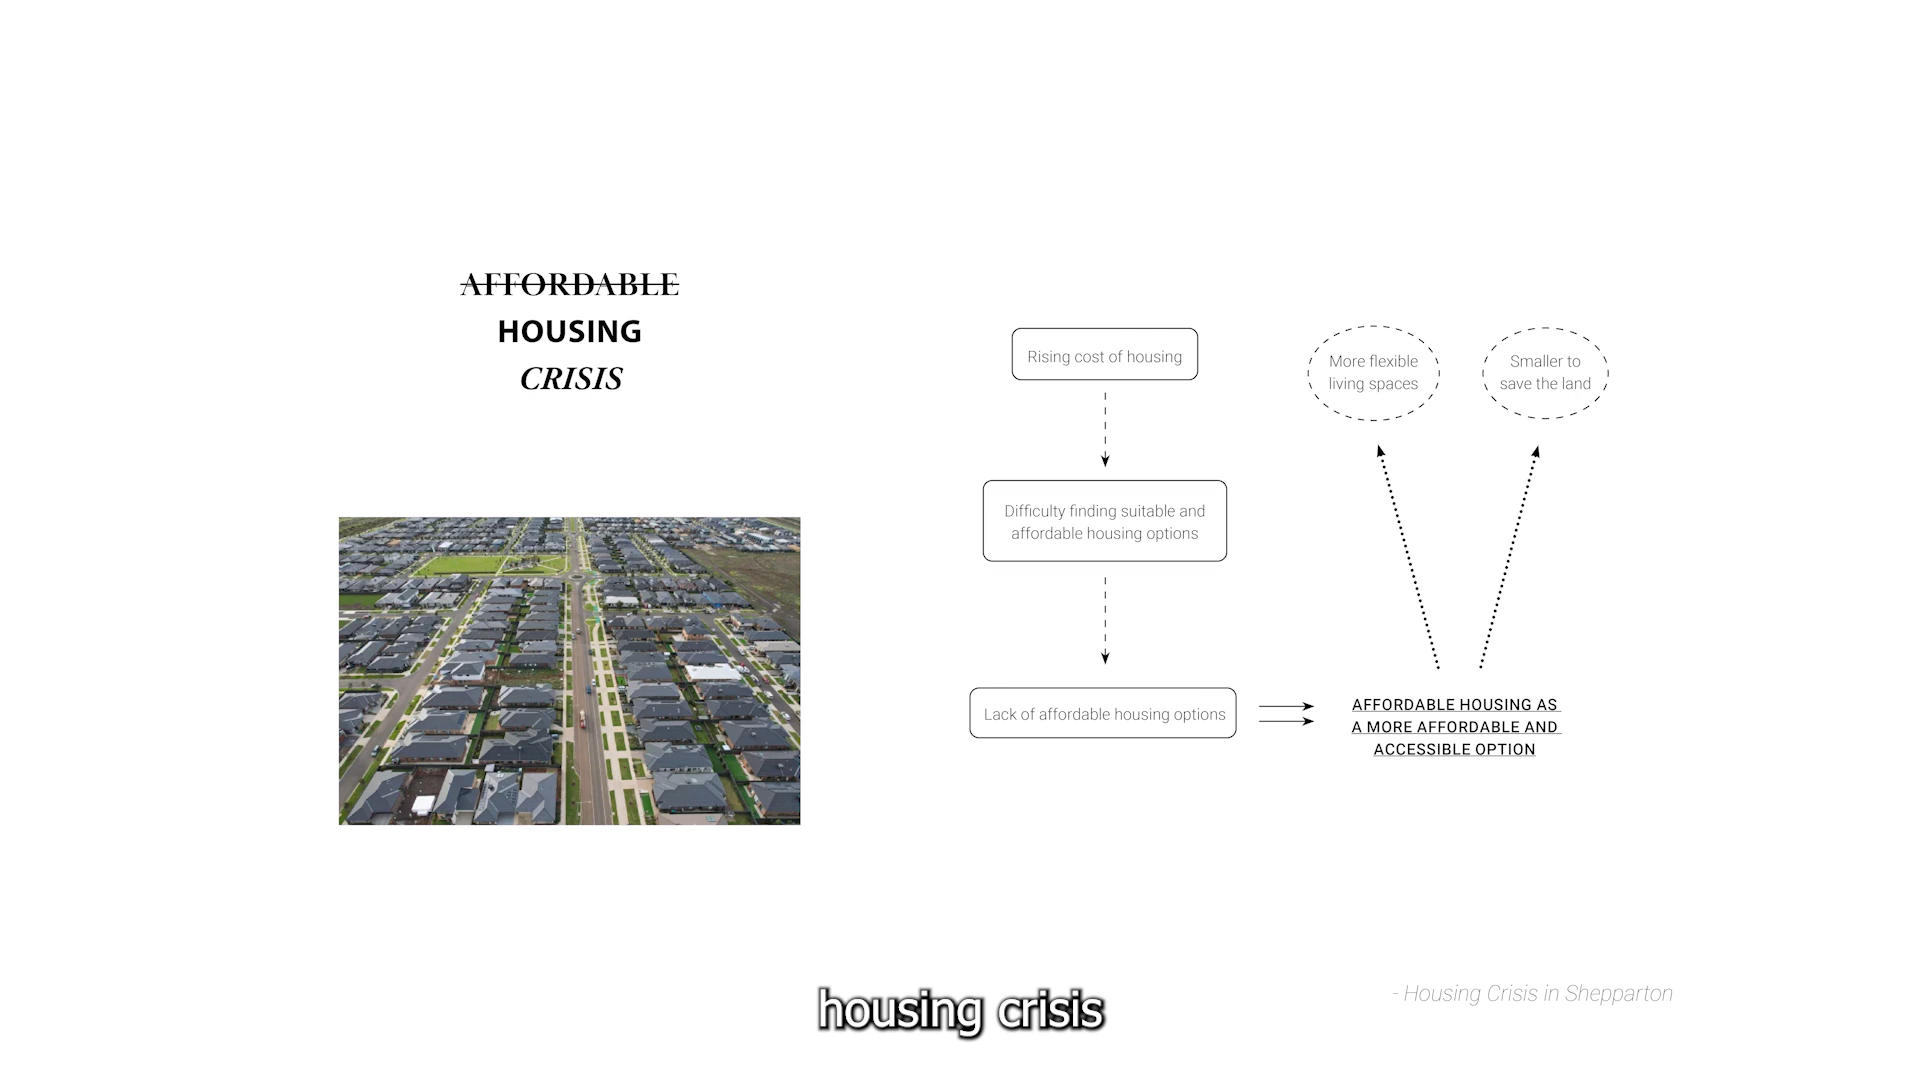 AFFORDABLE
HOUSING
CRISIS
Rising cost of housing
Difficulty finding suitable and
affordable housing options
Lack of affordable housing options
More flexible
living spaces
Smaller to
save the land
AFFORDABLE HOUSING AS
A MORE AFFORDABLE AND
ACCESSIBLE OPTION
- Housing Crisis in Shepparton
housing crisis